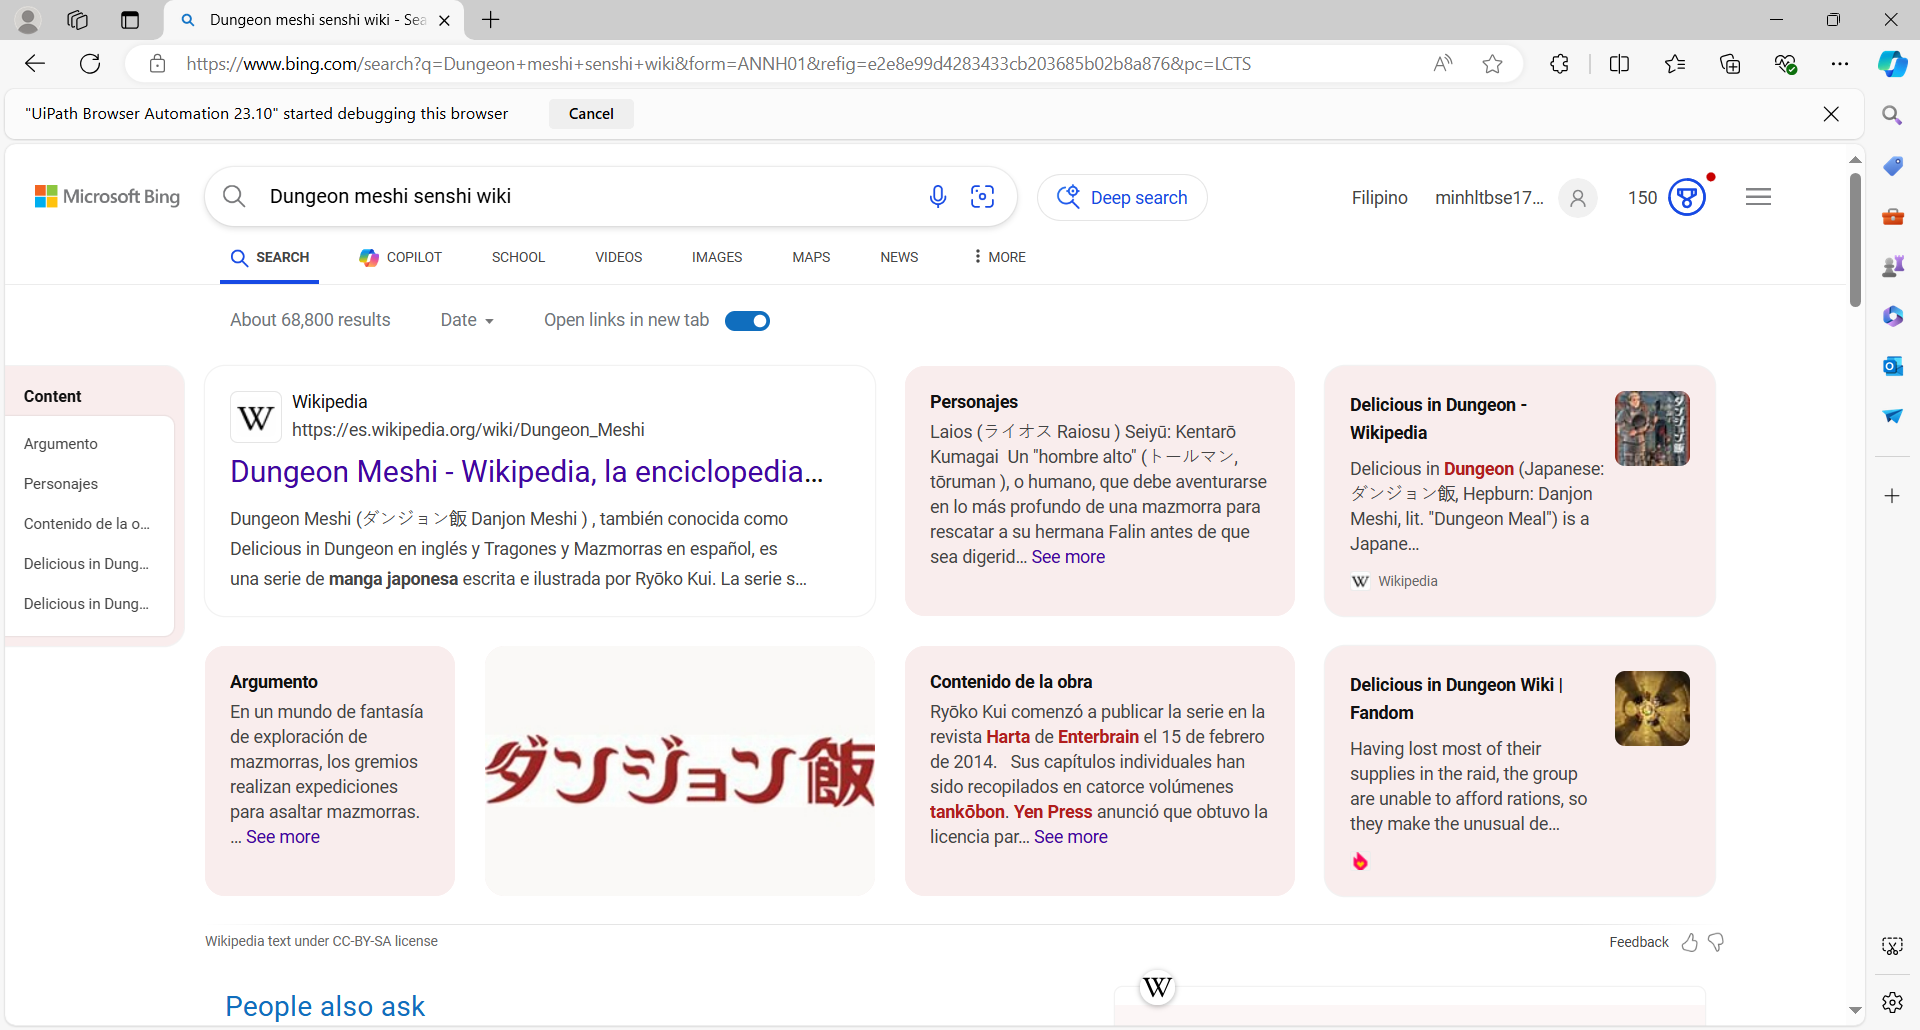 Dungeon meshi senshi wiki - Sea
https://www.bing.com/search?q=Dungeon+meshi+senshi+wiki&form=ANNH01&refig=e2e8e99d4283433cb203685b02b8a876&pc=LCTS
"UiPath Browser Automation 23.10" started debugging this browser
Cancel
Microsoft Bing
Dungeon meshi senshi wiki
Deep search
Filipino
minhltbse17...
150
SEARCH
COPILOT
SCHOOL
VIDEOS
IMAGES
MAPS
NEWS
MORE
About 68,800 results
Date
Open links in new tab
Content
Argumento
Personajes
Contenido de la o...
Delicious in Dung...
Delicious in Dung...
W
Wikipedia
https://es.wikipedia.org/wiki/Dungeon_Meshi
Dungeon Meshi - Wikipedia, la enciclopedia...
Dungeon Meshi (ダンジョン飯 Danjon Meshi ) , también conocida como
Delicious in Dungeon en inglés y Tragones y Mazmorras en español, es
una serie de manga japonesa escrita e ilustrada por Ryōko Kui. La serie s...
Personajes
Laios (ライオス Raiosu ) Seiyū: Kentarō
Kumagai  Un "hombre alto" (トールマン,
tōruman ), o humano, que debe aventurarse
en lo más profundo de una mazmorra para
rescatar a su hermana Falin antes de que
sea digerid... See more
Delicious in Dungeon -
Wikipedia
Delicious in Dungeon (Japanese:
ダンジョン飯, Hepburn: Danjon
Meshi, lit. "Dungeon Meal") is a
Japane...
W Wikipedia
Argumento
En un mundo de fantasía
de exploración de
mazmorras, los gremios
realizan expediciones
para asaltar mazmorras.
... See more
ダンジョン飯
Contenido de la obra
Ryōko Kui comenzó a publicar la serie en la
revista Harta de Enterbrain el 15 de febrero
de 2014.   Sus capítulos individuales han
sido recopilados en catorce volúmenes
tankōbon. Yen Press anunció que obtuvo la
licencia par... See more
Delicious in Dungeon Wiki |
Fandom
Having lost most of their
supplies in the raid, the group
are unable to afford rations, so
they make the unusual de...
Wikipedia text under CC-BY-SA license
Feedback
People also ask
W